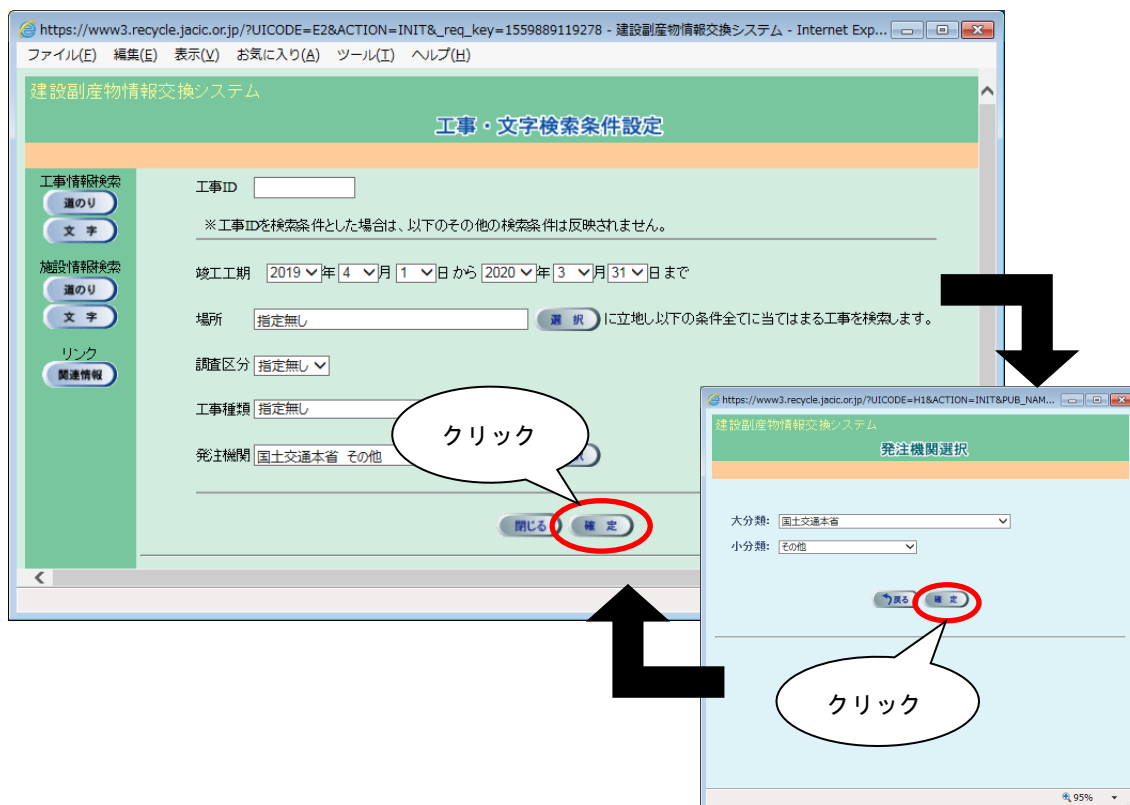 https://www3.recycle.jacic.or.jp/?UICODE=E2&ACTION=INIT&_req_key=1559889119278 - 建設副産物情報交換システム - Internet Exp...
ファイル(F) 編集(E) 表示(V) お気に入り(A) ツール(T) ヘルプ(H)
建設副産物情報交換システム
工事・文字検索条件設定
工事情報検索
道のり
文 字
施設情報検索
道のり
文 字
リンク
関連情報
工事ID
※工事IDを検索条件とした場合は、以下のその他の検索条件は反映されません。
竣工工期 2019 年 4 月 1 日 から 2020 年 3 月 31 日 まで
場所 指定無し 選 択 に立地し以下の条件全てに当てはまる工事を検索します。
調査区分 指定無し
工事種類 指定無し
発注機関 国土交通本省 その他
クリック
閉じる 確 定
https://www3.recycle.jacic.or.jp/?UICODE=H1&ACTION=INIT&PUB_NAM...
建設副産物情報交換システム
発注機関選択
大分類: 国土交通本省
小分類: その他
戻る 確 定
クリック
95%